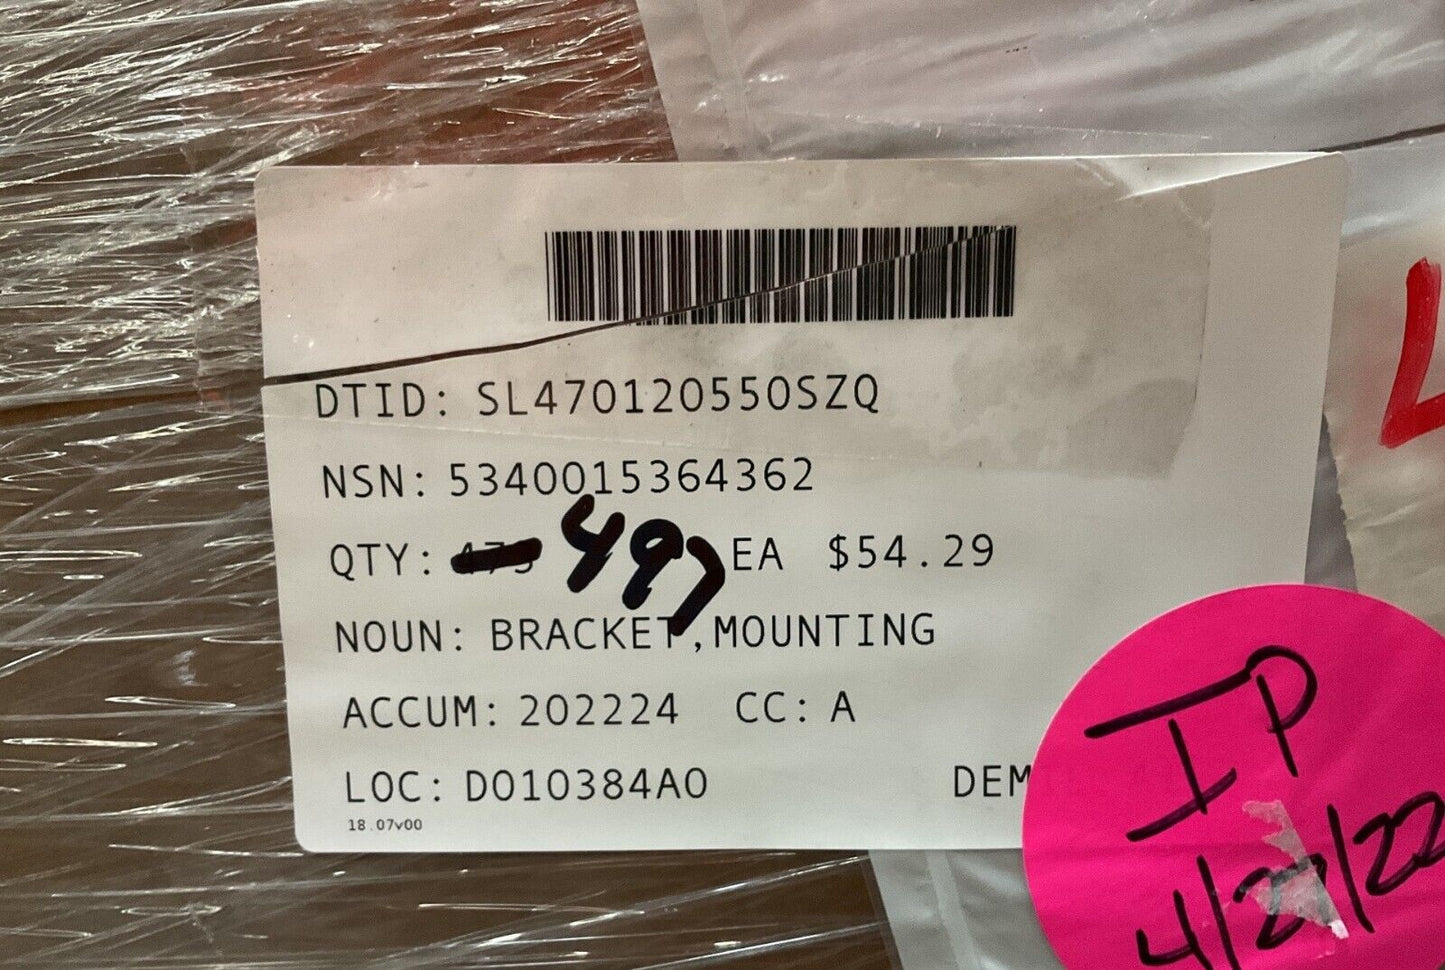 DTID: SL470120550SZQ
NSN: 5340015364362
QTY: 497 EA $54.29
NOUN: BRACKET,MOUNTING
ACCUM: 202224 CC: A
LOC: D010384A0 DEM
18.07v00
IP